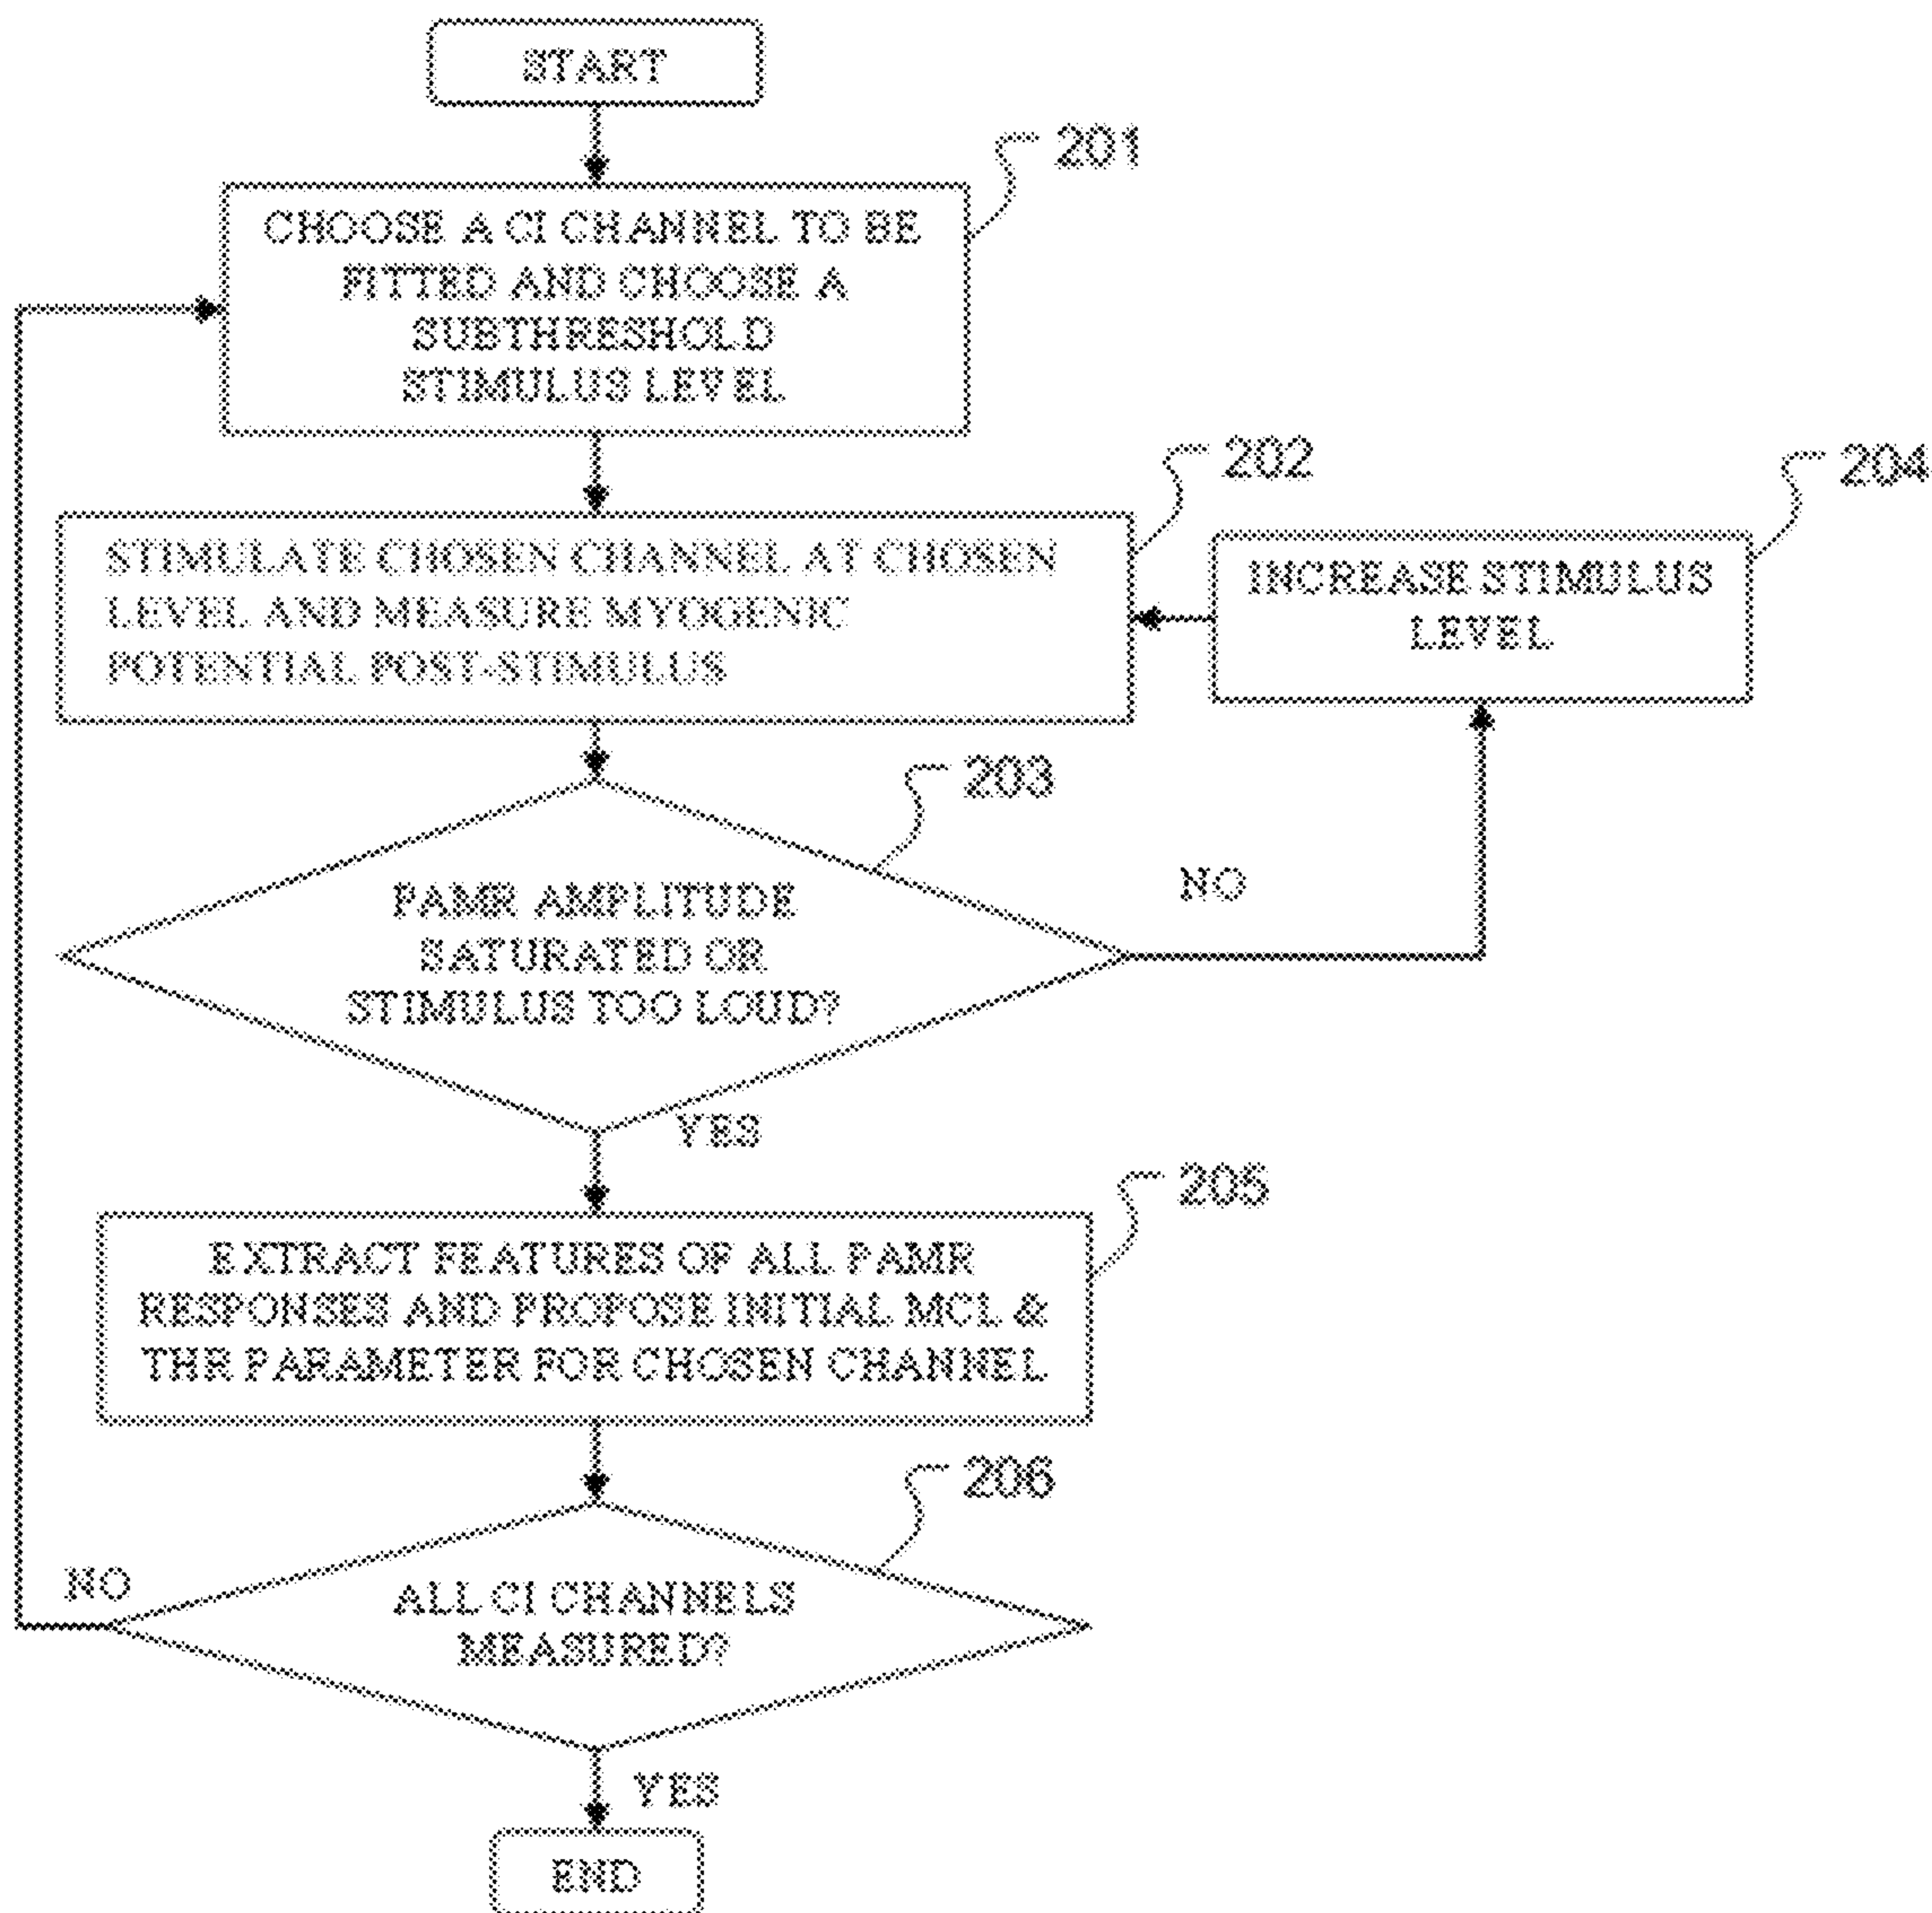 START
201
CHOOSE A CI CHANNEL TO BE
FITTED AND CHOOSE A
SUBTHRESHOLD
STIMULUS LEVEL
202
204
STIMULATE CHOSEN CHANNEL AT CHOSEN
LEVEL AND MEASURE MYOGENIC
POTENTIAL POST-STIMULUS
INCREASE STIMULUS
LEVEL
203
NO
PAMR AMPLITUDE
SATURATED OR
STIMULUS TOO LOUD?
YES
205
EXTRACT FEATURES OF ALL PAMR
RESPONSES AND PROPOSE INITIAL MCL &
THR PARAMETER FOR CHOSEN CHANNEL
206
NO
ALL CI CHANNELS
MEASURED?
YES
END